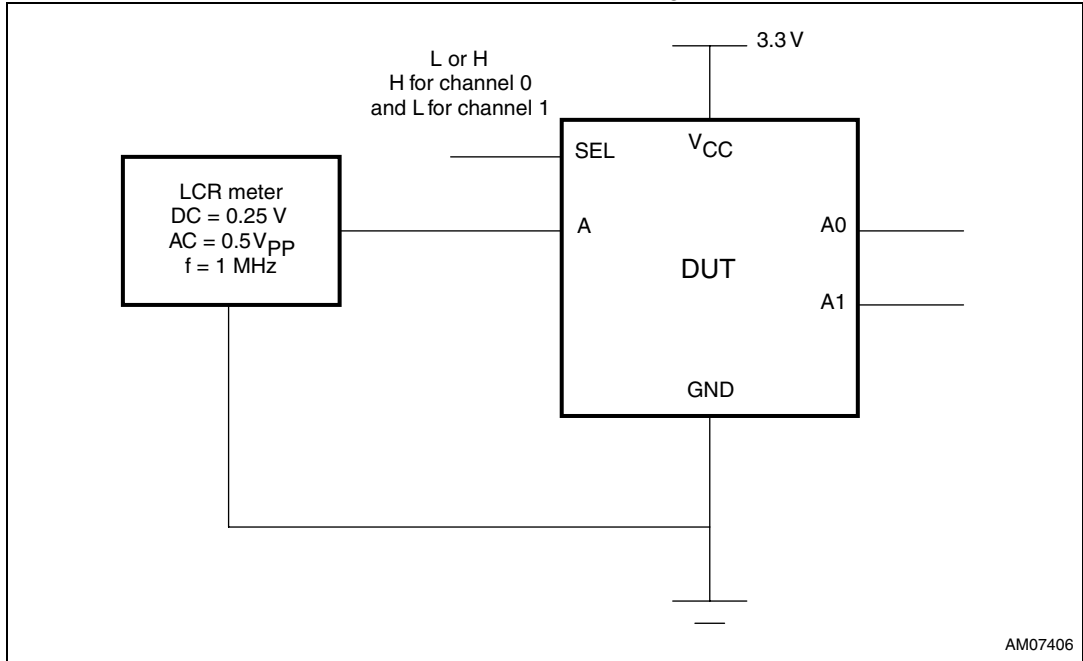 3.3 V
L or H
H for channel 0
and L for channel 1
SEL
VCC
LCR meter
DC = 0.25 V
AC = 0.5 VPP
f = 1 MHz
A
A0
DUT
A1
GND
AM07406